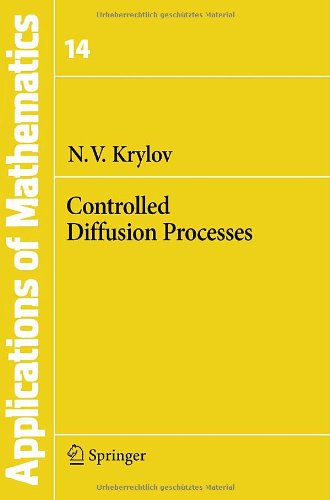 Urheberrechtlich geschütztes Material
Applications of Mathematics
14
N.V. Krylov
Controlled
Diffusion Processes
Springer
Urheberrechtlich geschütztes Material